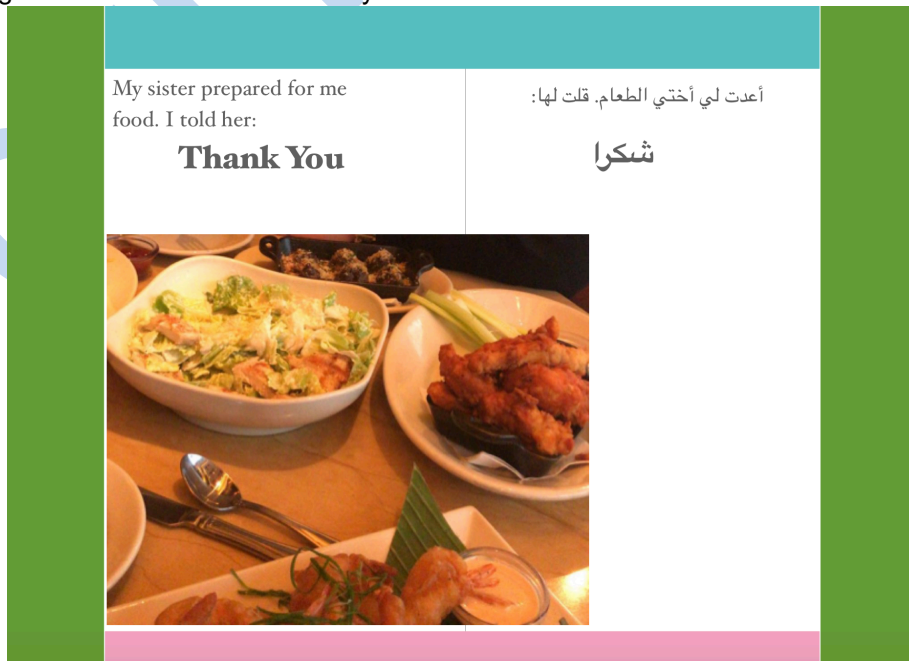 My sister prepared for me
food. I told her:
Thank You
أعدت لي أختي الطعام. قلت لها:
شكرا